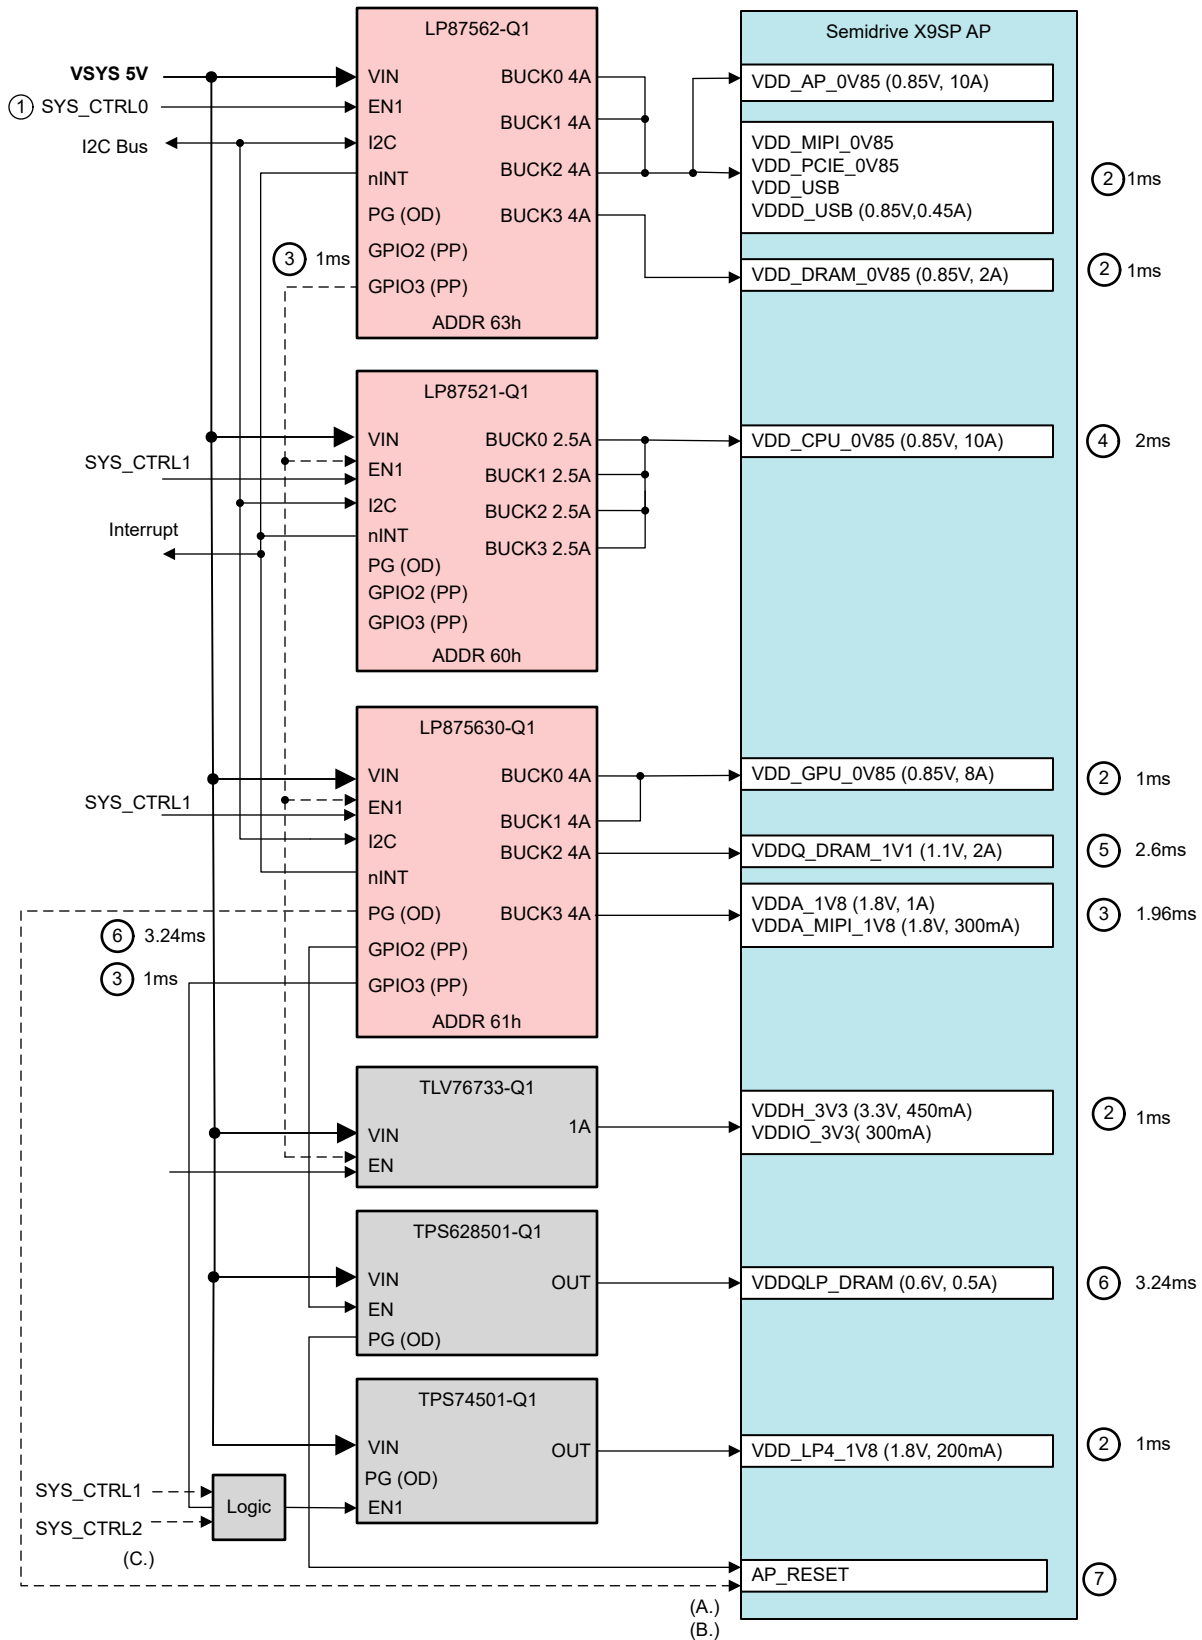 LP87562-Q1
Semidrive X9SP AP
VSYS 5V
VIN
BUCK0 4A
VDD_AP_0V85 (0.85V, 10A)
1 SYS_CTRL0
EN1
BUCK1 4A
I2C Bus
I2C
VDD_MIPI_0V85
VDD_PCIE_0V85
VDD_USB
VDDD_USB (0.85V,0.45A)
2 1ms
nINT
BUCK2 4A
PG (OD)
BUCK3 4A
GPIO2 (PP)
3 1ms
GPIO3 (PP)
VDD_DRAM_0V85 (0.85V, 2A)
2 1ms
ADDR 63h
LP87521-Q1
VIN
BUCK0 2.5A
VDD_CPU_0V85 (0.85V, 10A)
4 2ms
SYS_CTRL1
EN1
BUCK1 2.5A
I2C
BUCK2 2.5A
Interrupt
nINT
BUCK3 2.5A
PG (OD)
GPIO2 (PP)
GPIO3 (PP)
ADDR 60h
LP875630-Q1
VIN
BUCK0 4A
VDD_GPU_0V85 (0.85V, 8A)
2 1ms
SYS_CTRL1
EN1
BUCK1 4A
I2C
BUCK2 4A
VDDQ_DRAM_1V1 (1.1V, 2A)
5 2.6ms
nINT
PG (OD)
BUCK3 4A
VDDA_1V8 (1.8V, 1A)
VDDA_MIPI_1V8 (1.8V, 300mA)
3 1.96ms
6 3.24ms
GPIO2 (PP)
3 1ms
GPIO3 (PP)
ADDR 61h
TLV76733-Q1
VIN
1A
VDDH_3V3 (3.3V, 450mA)
VDDIO_3V3( 300mA)
2 1ms
EN
TPS628501-Q1
VIN
OUT
VDDQLP_DRAM (0.6V, 0.5A)
6 3.24ms
EN
PG (OD)
TPS74501-Q1
VIN
OUT
VDD_LP4_1V8 (1.8V, 200mA)
2 1ms
PG (OD)
SYS_CTRL1
Logic
EN1
SYS_CTRL2
(C.)
AP_RESET
7
(A.)
(B.)